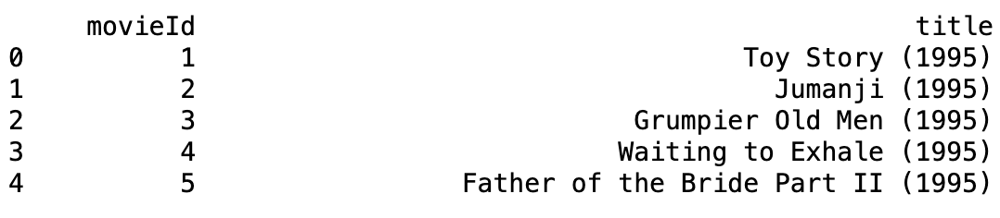 movieId title
0 1 Toy Story (1995)
1 2 Jumanji (1995)
2 3 Grumpier Old Men (1995)
3 4 Waiting to Exhale (1995)
4 5 Father of the Bride Part II (1995)